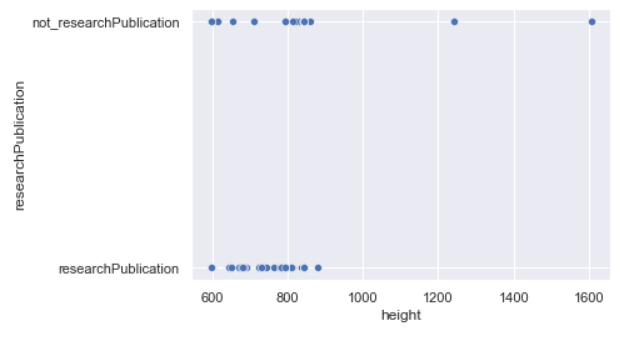 not_researchPublication
researchPublication
researchPublication
600 800 1000 1200 1400 1600
height